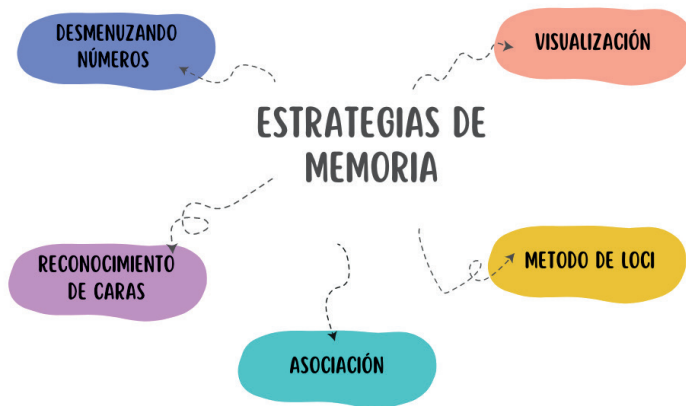 DESMENUZANDO
NÚMEROS
VISUALIZACIÓN
ESTRATEGIAS DE
MEMORIA
RECONOCIMIENTO
DE CARAS
METODO DE LOCI
ASOCIACIÓN